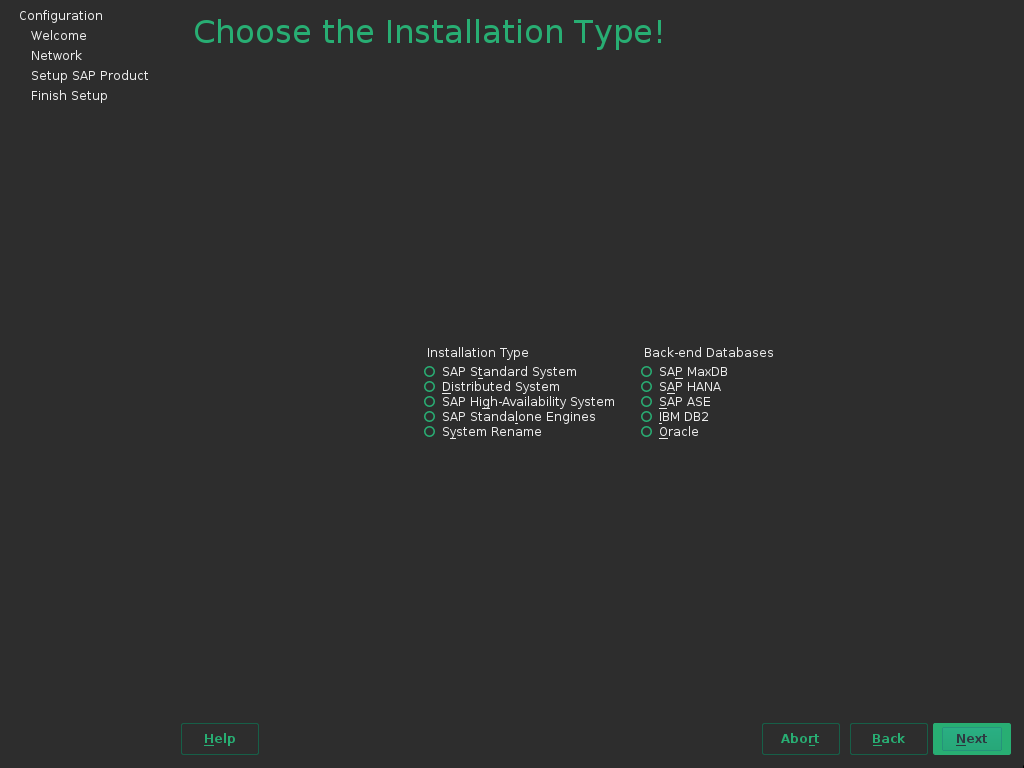 Configuration
Welcome
Network
Setup SAP Product
Finish Setup
Choose the Installation Type!
Installation Type
SAP Standard System
Distributed System
SAP High-Availability System
SAP Standalone Engines
System Rename
Back-end Databases
SAP MaxDB
SAP HANA
SAP ASE
IBM DB2
Oracle
Help
Abort
Back
Next